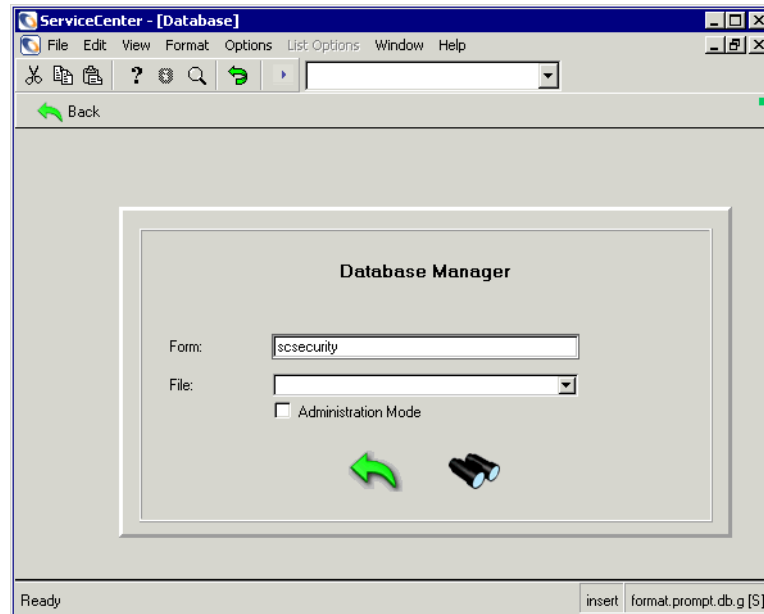 ServiceCenter - [Database]
File Edit View Format Options List Options Window Help
Back
Database Manager
Form: scsecurity
File:
Administration Mode
Ready insert format.prompt.db.g [S]